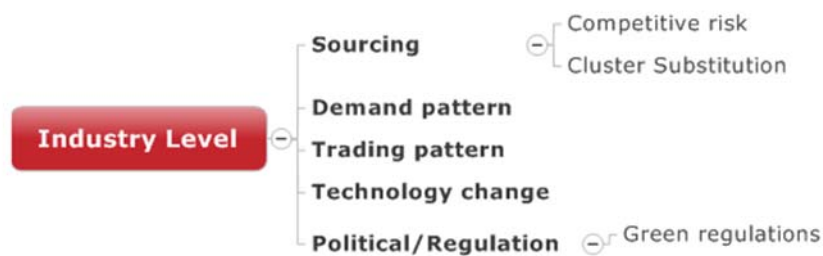 Industry Level
Sourcing
Competitive risk
Cluster Substitution
Demand pattern
Trading pattern
Technology change
Political/Regulation
Green regulations